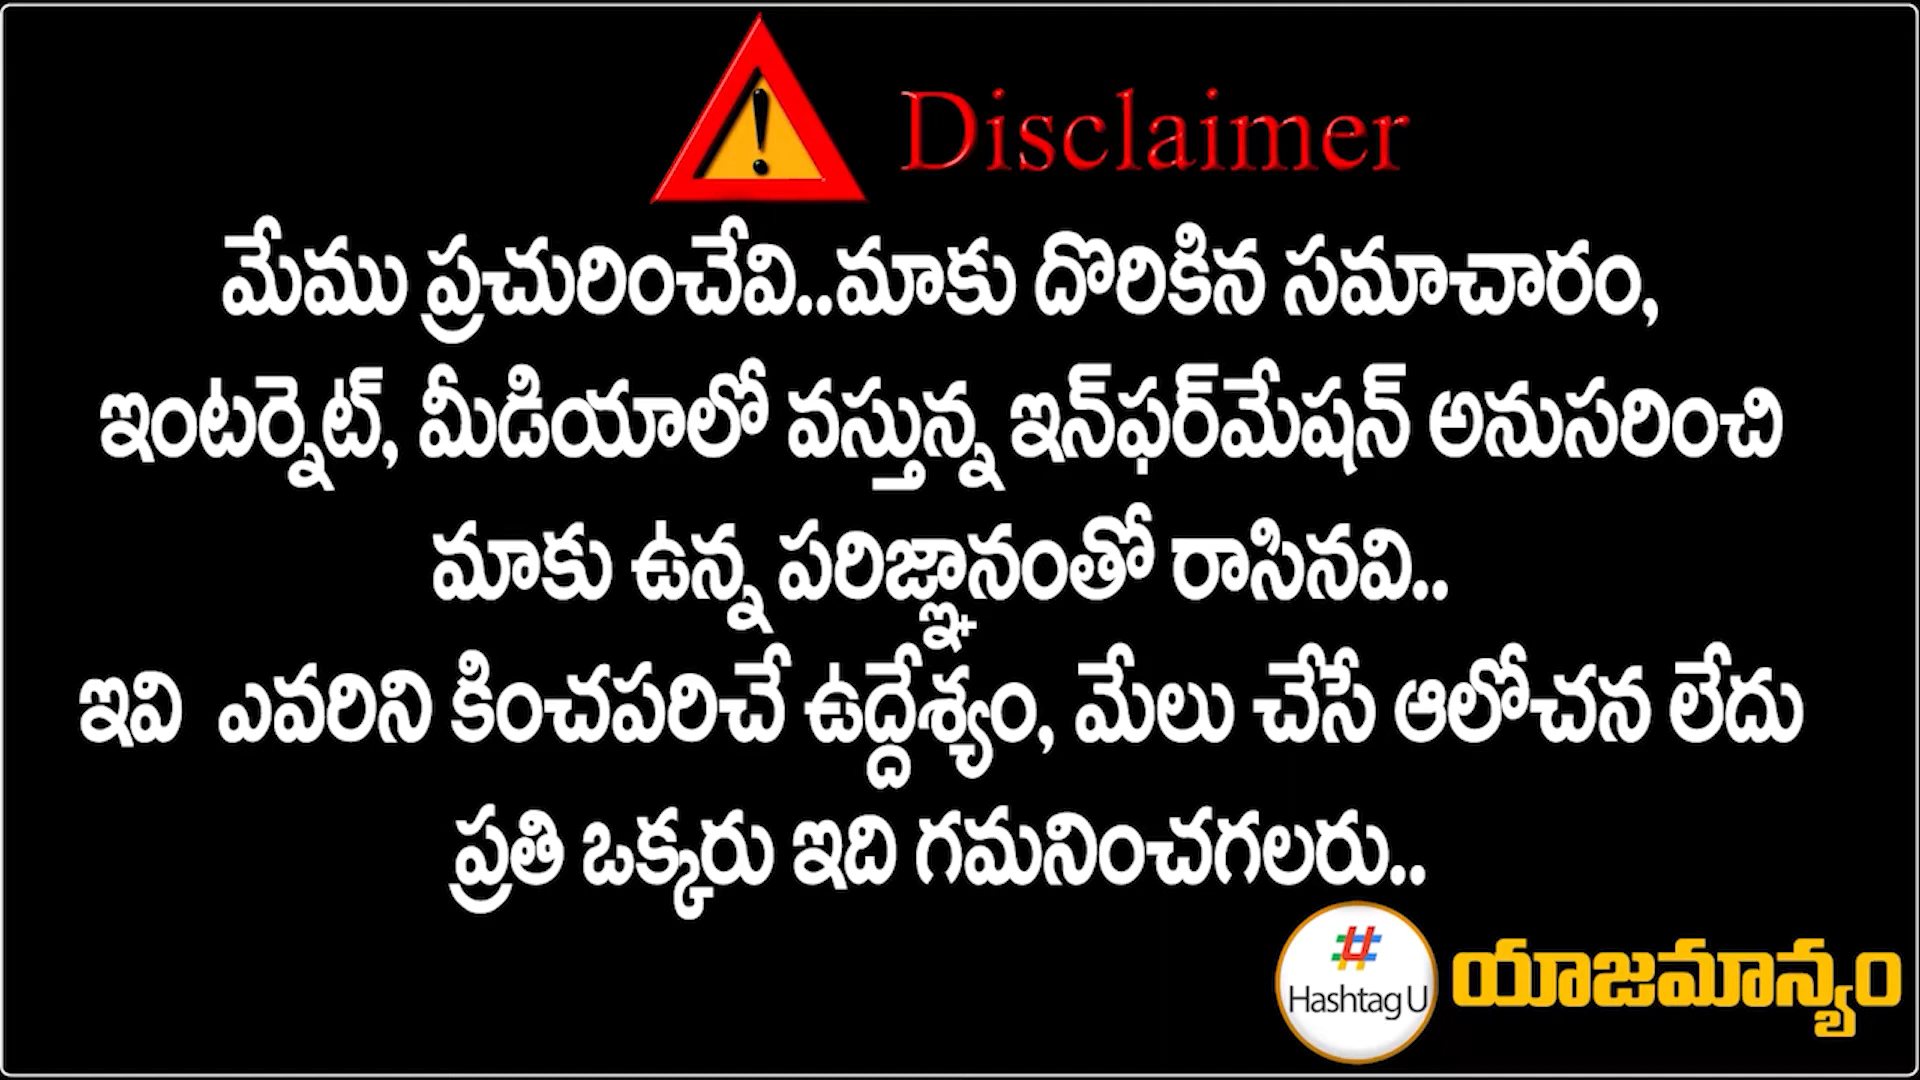 Disclaimer
మేము ప్రచురించేవి..మాకు దొరికిన సమాచారం,
ఇంటర్నెట్, మీడియాలో వస్తున్న ఇన్‌ఫర్‌మేషన్ అనుసరించి
మాకు ఉన్న పరిజ్ఞానంతో రాసినవి..
ఇవి ఎవరిని కించపరిచే ఉద్దేశ్యం, మేలు చేసే ఆలోచన లేదు
ప్రతి ఒక్కరు ఇది గమనించగలరు..
# Hashtag U
యాజమాన్యం